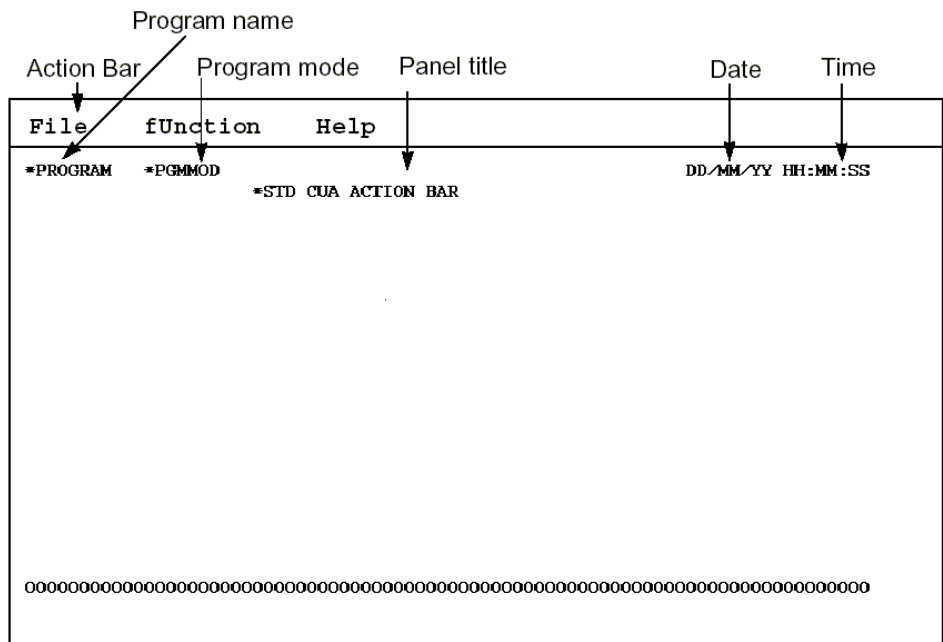 Program name
Action Bar Program mode Panel title Date Time
File fUnction Help
*PROGRAM *PGMMOD DD/MM/YY HH:MM:SS
*STD CUA ACTION BAR
OOOOOOOOOOOOOOOOOOOOOOOOOOOOOOOOOOOOOOOOOOOOOOOOOOOOOOOOOOOOOOOOOOOOOOOOOOOOOO